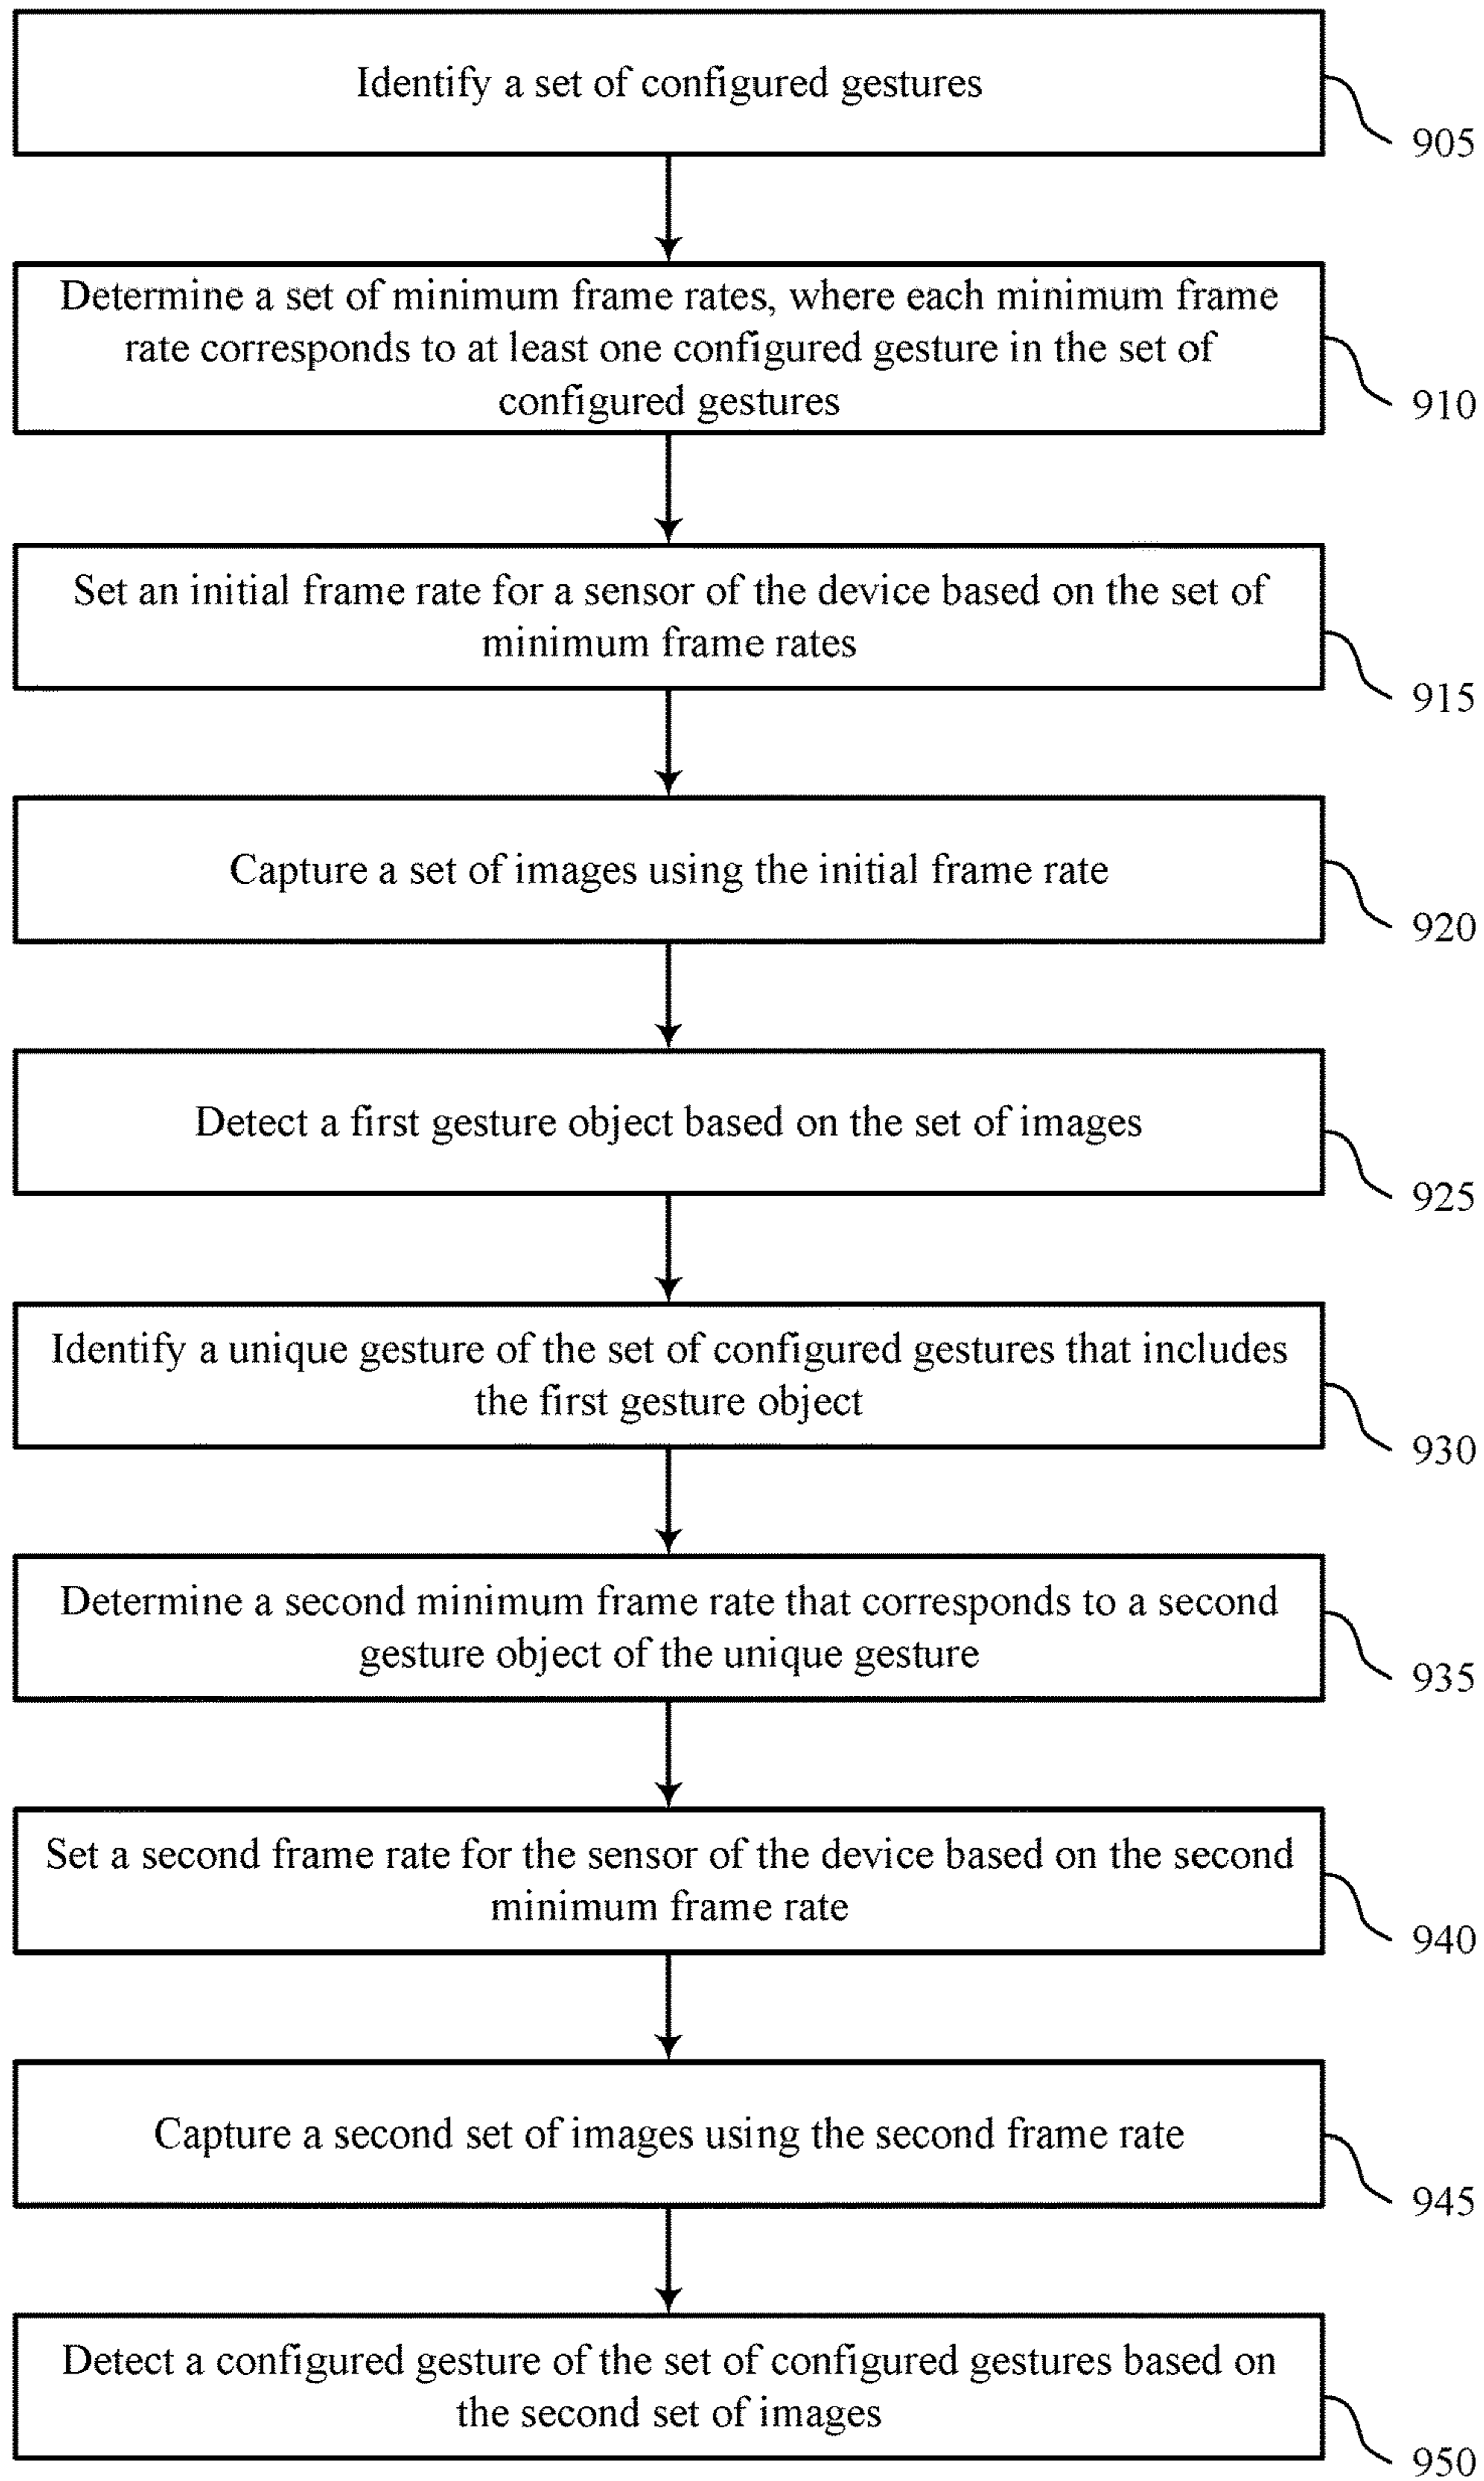 Identify a set of configured gestures
905
Determine a set of minimum frame rates, where each minimum frame
rate corresponds to at least one configured gesture in the set of
configured gestures
910
Set an initial frame rate for a sensor of the device based on the set of
minimum frame rates
915
Capture a set of images using the initial frame rate
920
Detect a first gesture object based on the set of images
925
Identify a unique gesture of the set of configured gestures that includes
the first gesture object
930
Determine a second minimum frame rate that corresponds to a second
gesture object of the unique gesture
935
Set a second frame rate for the sensor of the device based on the second
minimum frame rate
940
Capture a second set of images using the second frame rate
945
Detect a configured gesture of the set of configured gestures based on
the second set of images
950